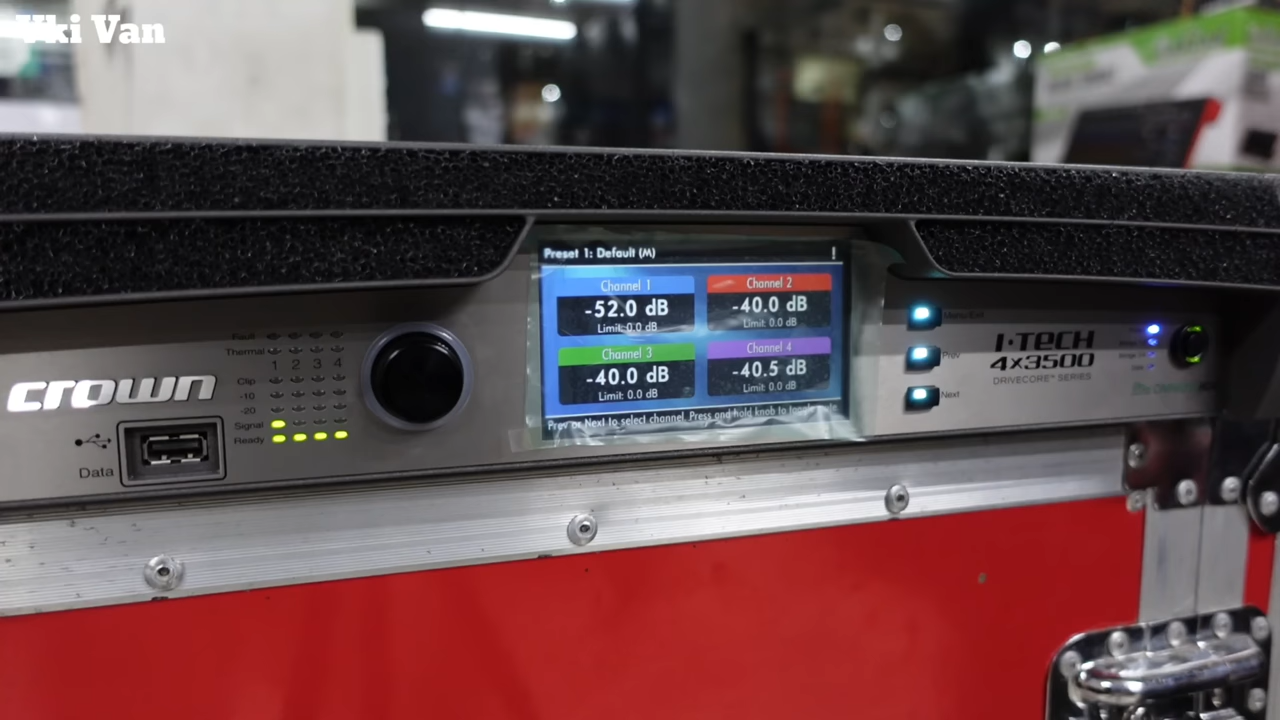 Vki Van
Preset 1: Default (M) !
Channel 1
-52.0 dB
Limit: 0.0 dB
Channel 2
-40.0 dB
Limit: 0.0 dB
Channel 3
-40.0 dB
Limit: 0.0 dB
Channel 4
-40.5 dB
Limit: 0.0 dB
Prev or Next to select channel. Press and hold knob to
Fault
Thermal
1 2 3 4
Clip
-10
-20
Signal
Ready
crown
Data
Menu/Exit
Prev
Next
I-TECH
4x3500
DRIVECORE® SERIES